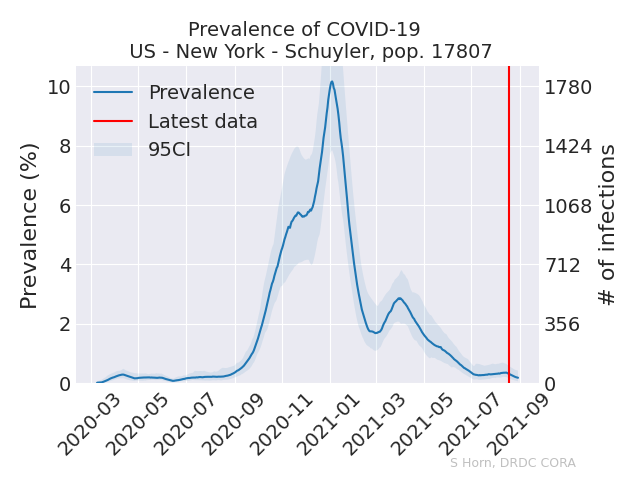 Prevalence of COVID-19
US - New York - Schuyler, pop. 17807
Prevalence
Latest data
95CI
Prevalence (%)
10
8
6
4
2
0
# of infections
1780
1424
1068
712
356
0
2020-03
2020-05
2020-07
2020-09
2020-11
2021-01
2021-03
2021-05
2021-07
2021-09
S Horn, DRDC CORA